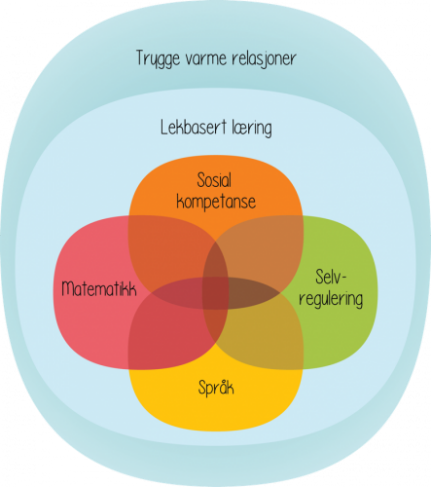 Trygge varme relasjoner
Lekbasert læring
Sosial
kompetanse
Matematikk
Selv-
regulering
Språk